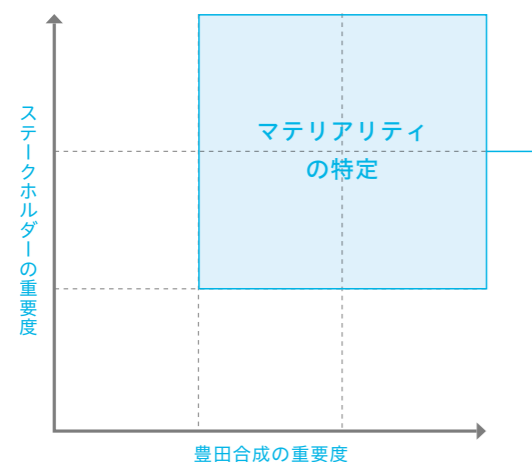 マテリアリティ
の特定
ステークホルダーの重要度
豊田合成の重要度